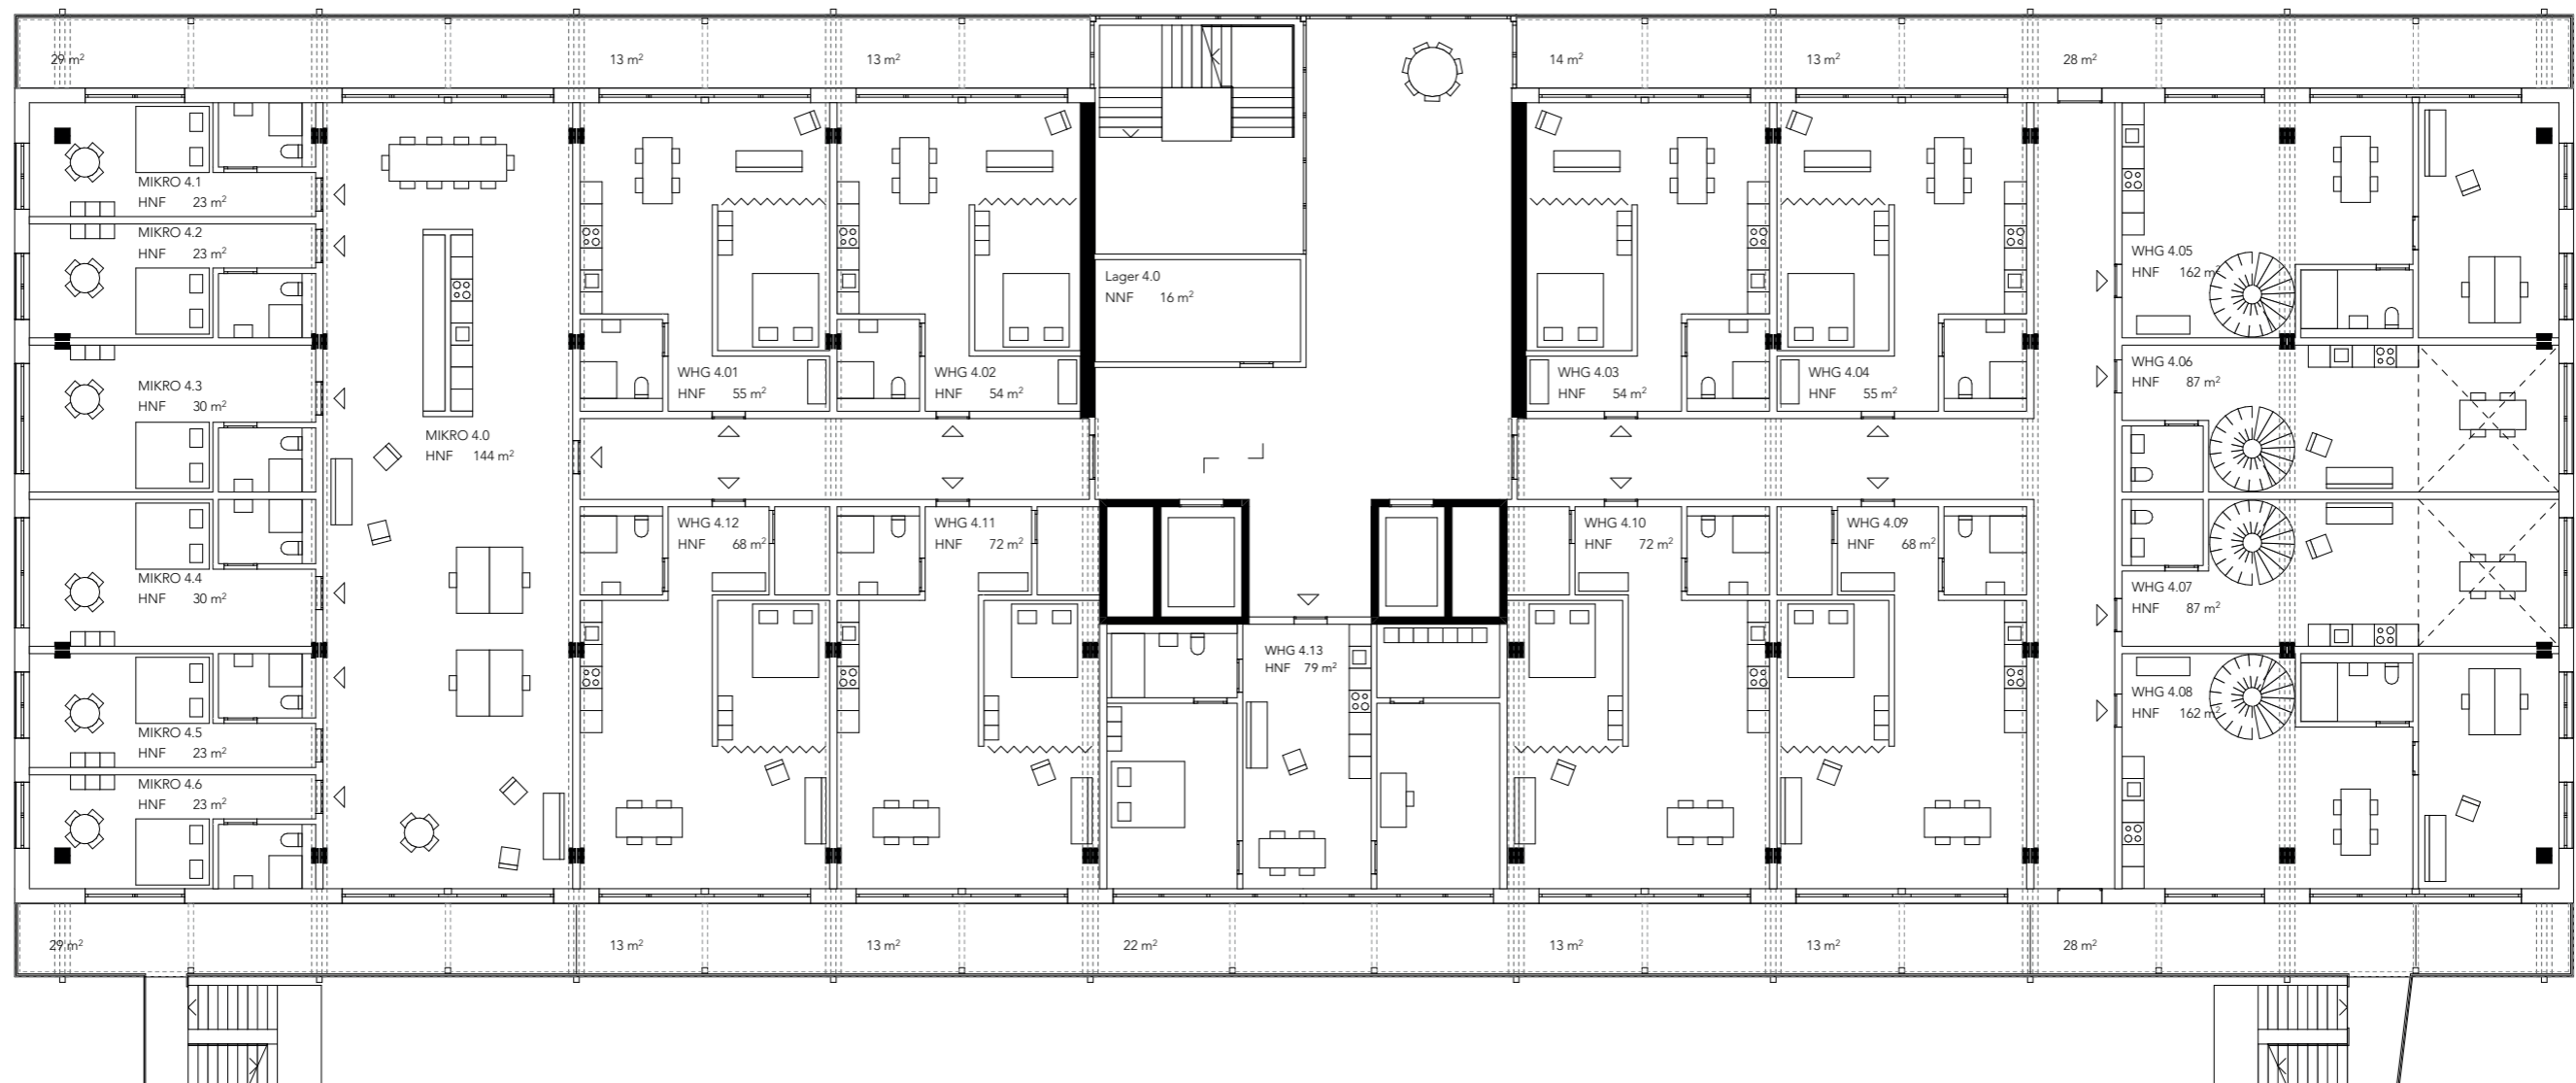 29 m²
13 m²
13 m²
14 m²
13 m²
28 m²
MIKRO 4.1
HNF 23 m²
MIKRO 4.2
HNF 23 m²
MIKRO 4.3
HNF 30 m²
MIKRO 4.4
HNF 30 m²
MIKRO 4.5
HNF 23 m²
MIKRO 4.6
HNF 23 m²
MIKRO 4.0
HNF 144 m²
WHG 4.01
HNF 55 m²
WHG 4.02
HNF 54 m²
Lager 4.0
NNF 16 m²
WHG 4.03
HNF 54 m²
WHG 4.04
HNF 55 m²
WHG 4.05
HNF 162 m²
WHG 4.06
HNF 87 m²
WHG 4.07
HNF 87 m²
WHG 4.08
HNF 162 m²
WHG 4.12
HNF 68 m²
WHG 4.11
HNF 72 m²
WHG 4.13
HNF 79 m²
WHG 4.10
HNF 72 m²
WHG 4.09
HNF 68 m²
29 m²
13 m²
13 m²
22 m²
13 m²
13 m²
28 m²